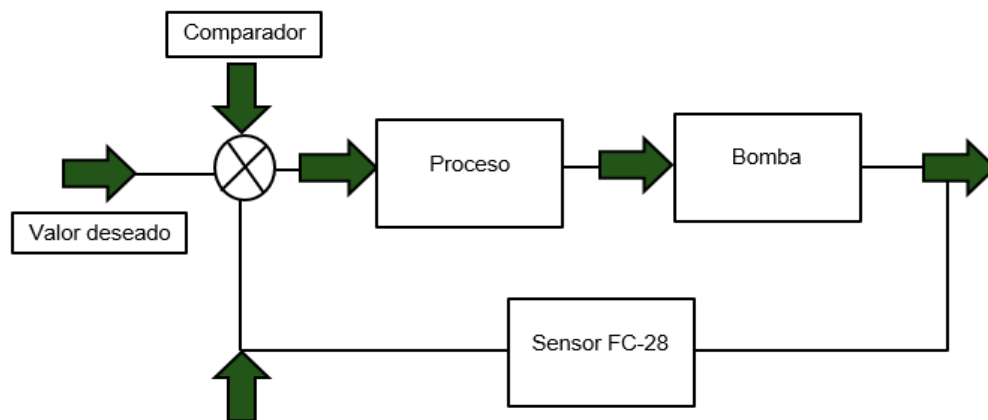 Comparador
Proceso
Bomba
Valor deseado
Sensor FC-28